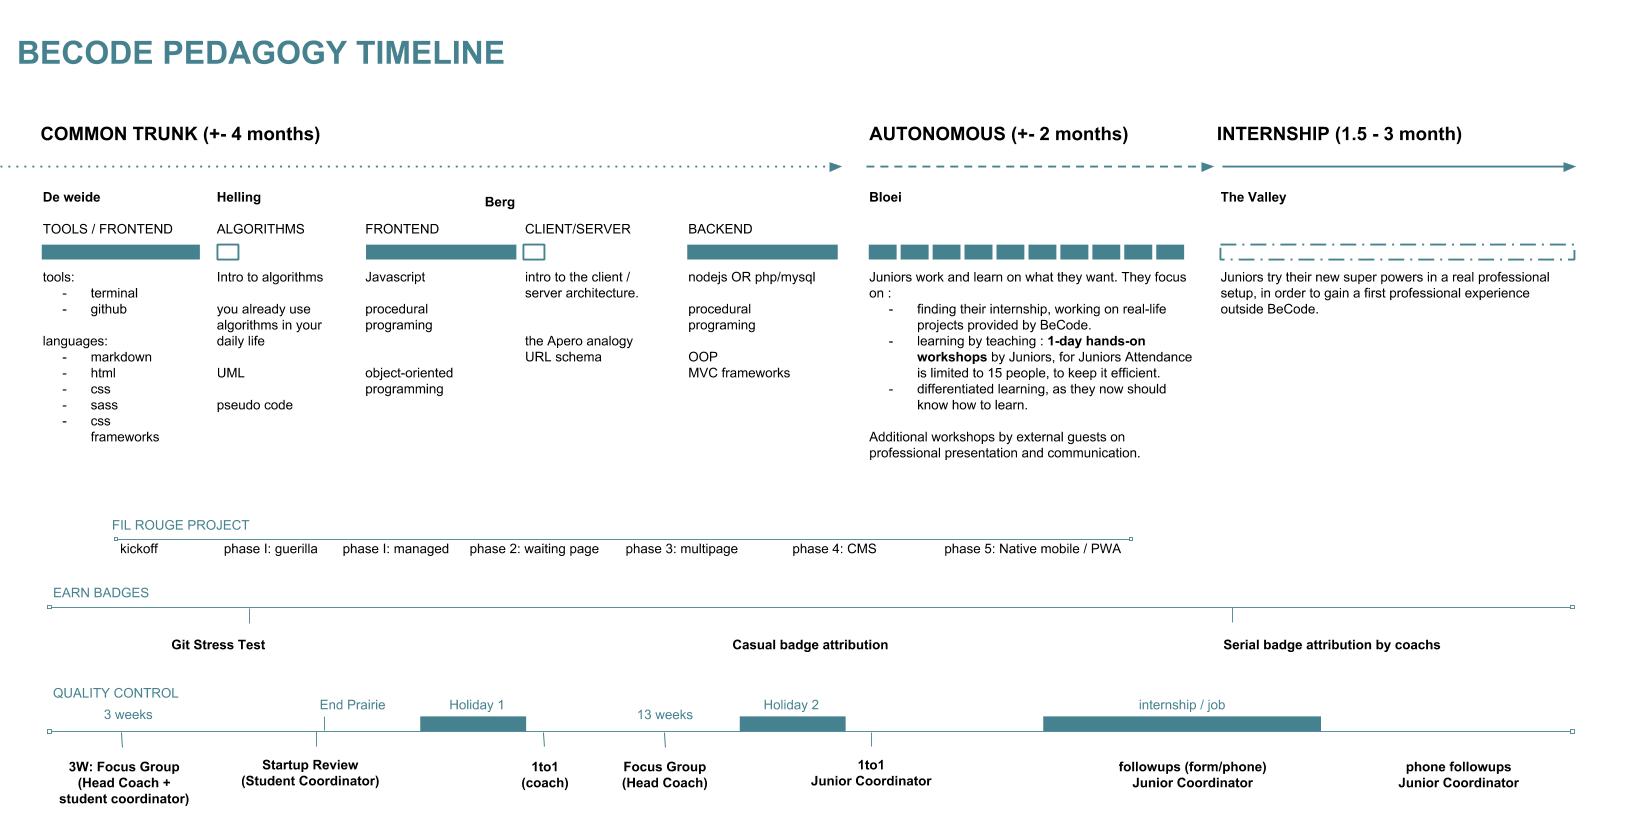 BECODE PEDAGOGY TIMELINE
COMMON TRUNK (+- 4 months)
AUTONOMOUS (+- 2 months)
INTERNSHIP (1.5 - 3 month)
De weide
Helling
Berg
Bloei
The Valley
TOOLS / FRONTEND
tools:
- terminal
- github
languages:
- markdown
- html
- css
- sass
- css
frameworks
ALGORITHMS
Intro to algorithms
you already use
algorithms in your
daily life
UML
pseudo code
FRONTEND
Javascript
procedural
programing
object-oriented
programming
CLIENT/SERVER
intro to the client /
server architecture.
the Apero analogy
URL schema
BACKEND
nodejs OR php/mysql
procedural
programing
OOP
MVC frameworks
Juniors work and learn on what they want. They focus
on :
- finding their internship, working on real-life
projects provided by BeCode.
- learning by teaching : 1-day hands-on
workshops by Juniors, for Juniors Attendance
is limited to 15 people, to keep it efficient.
- differentiated learning, as they now should
know how to learn.
Additional workshops by external guests on
professional presentation and communication.
Juniors try their new super powers in a real professional
setup, in order to gain a first professional experience
outside BeCode.
FIL ROUGE PROJECT
kickoff
phase I: guerilla
phase I: managed
phase 2: waiting page
phase 3: multipage
phase 4: CMS
phase 5: Native mobile / PWA
EARN BADGES
Git Stress Test
Casual badge attribution
Serial badge attribution by coachs
QUALITY CONTROL
3 weeks
End Prairie
Holiday 1
13 weeks
Holiday 2
internship / job
3W: Focus Group
(Head Coach +
student coordinator)
Startup Review
(Student Coordinator)
1to1
(coach)
Focus Group
(Head Coach)
1to1
Junior Coordinator
followups (form/phone)
Junior Coordinator
phone followups
Junior Coordinator